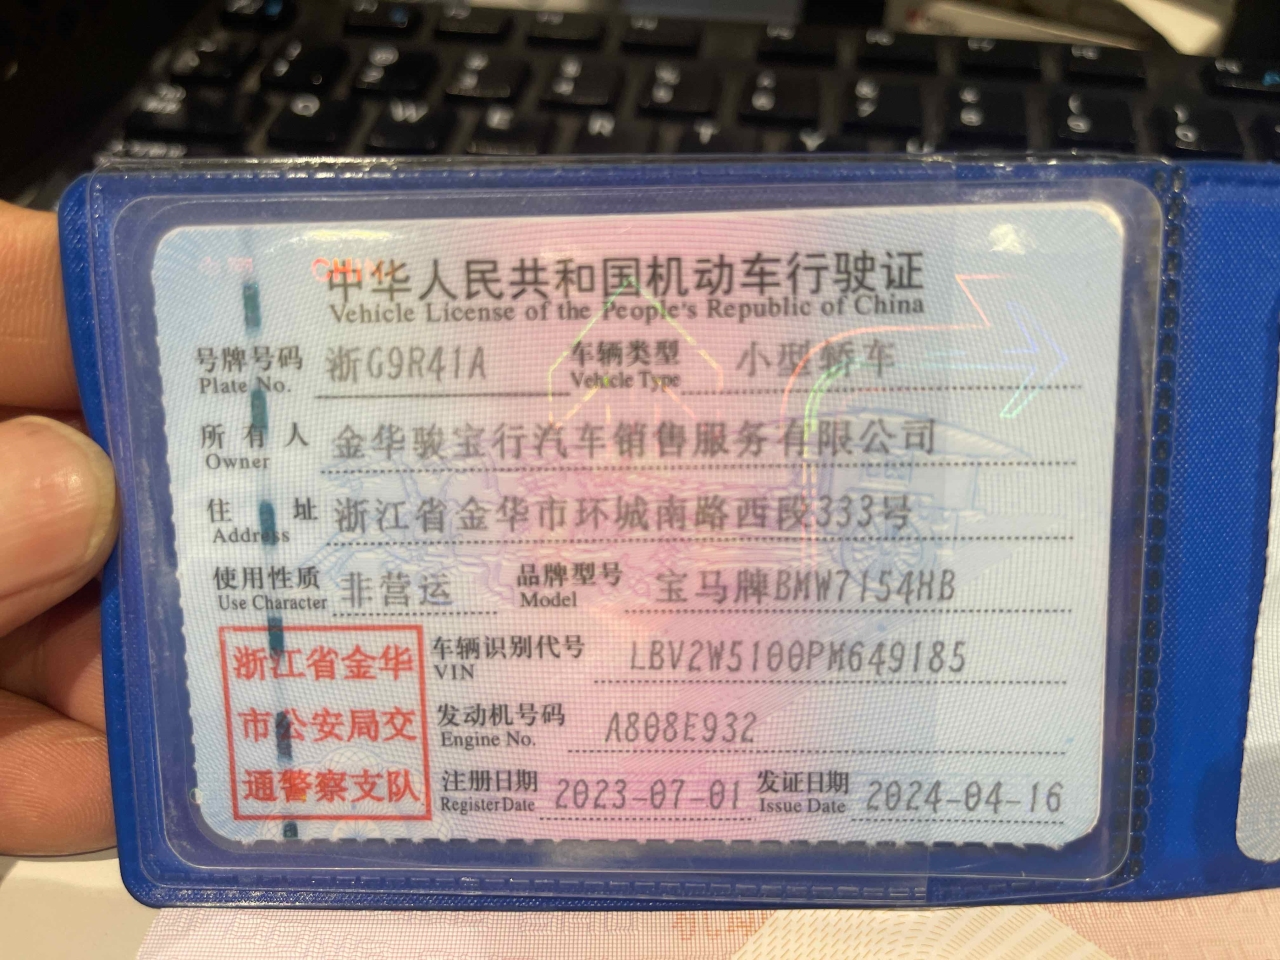 中华人民共和国机动车行驶证
Vehicle License of the People's Republic of China
号牌号码 浙G9R41A 车辆类型 小型轿车
Plate No. Vehicle Type
所有人 金华骏宝行汽车销售服务有限公司
Owner
住址 浙江省金华市环城南路西段333号
Address
使用性质 非营运 品牌型号 宝马牌BMW7154HB
Use Character Model
浙江省金华
市公安局交
通警察支队
车辆识别代号 LBV2W5100PM649185
VIN
发动机号码 A808E932
Engine No.
注册日期 2023-07-01 发证日期 2024-04-16
Register Date Issue Date
Q W E R T Y